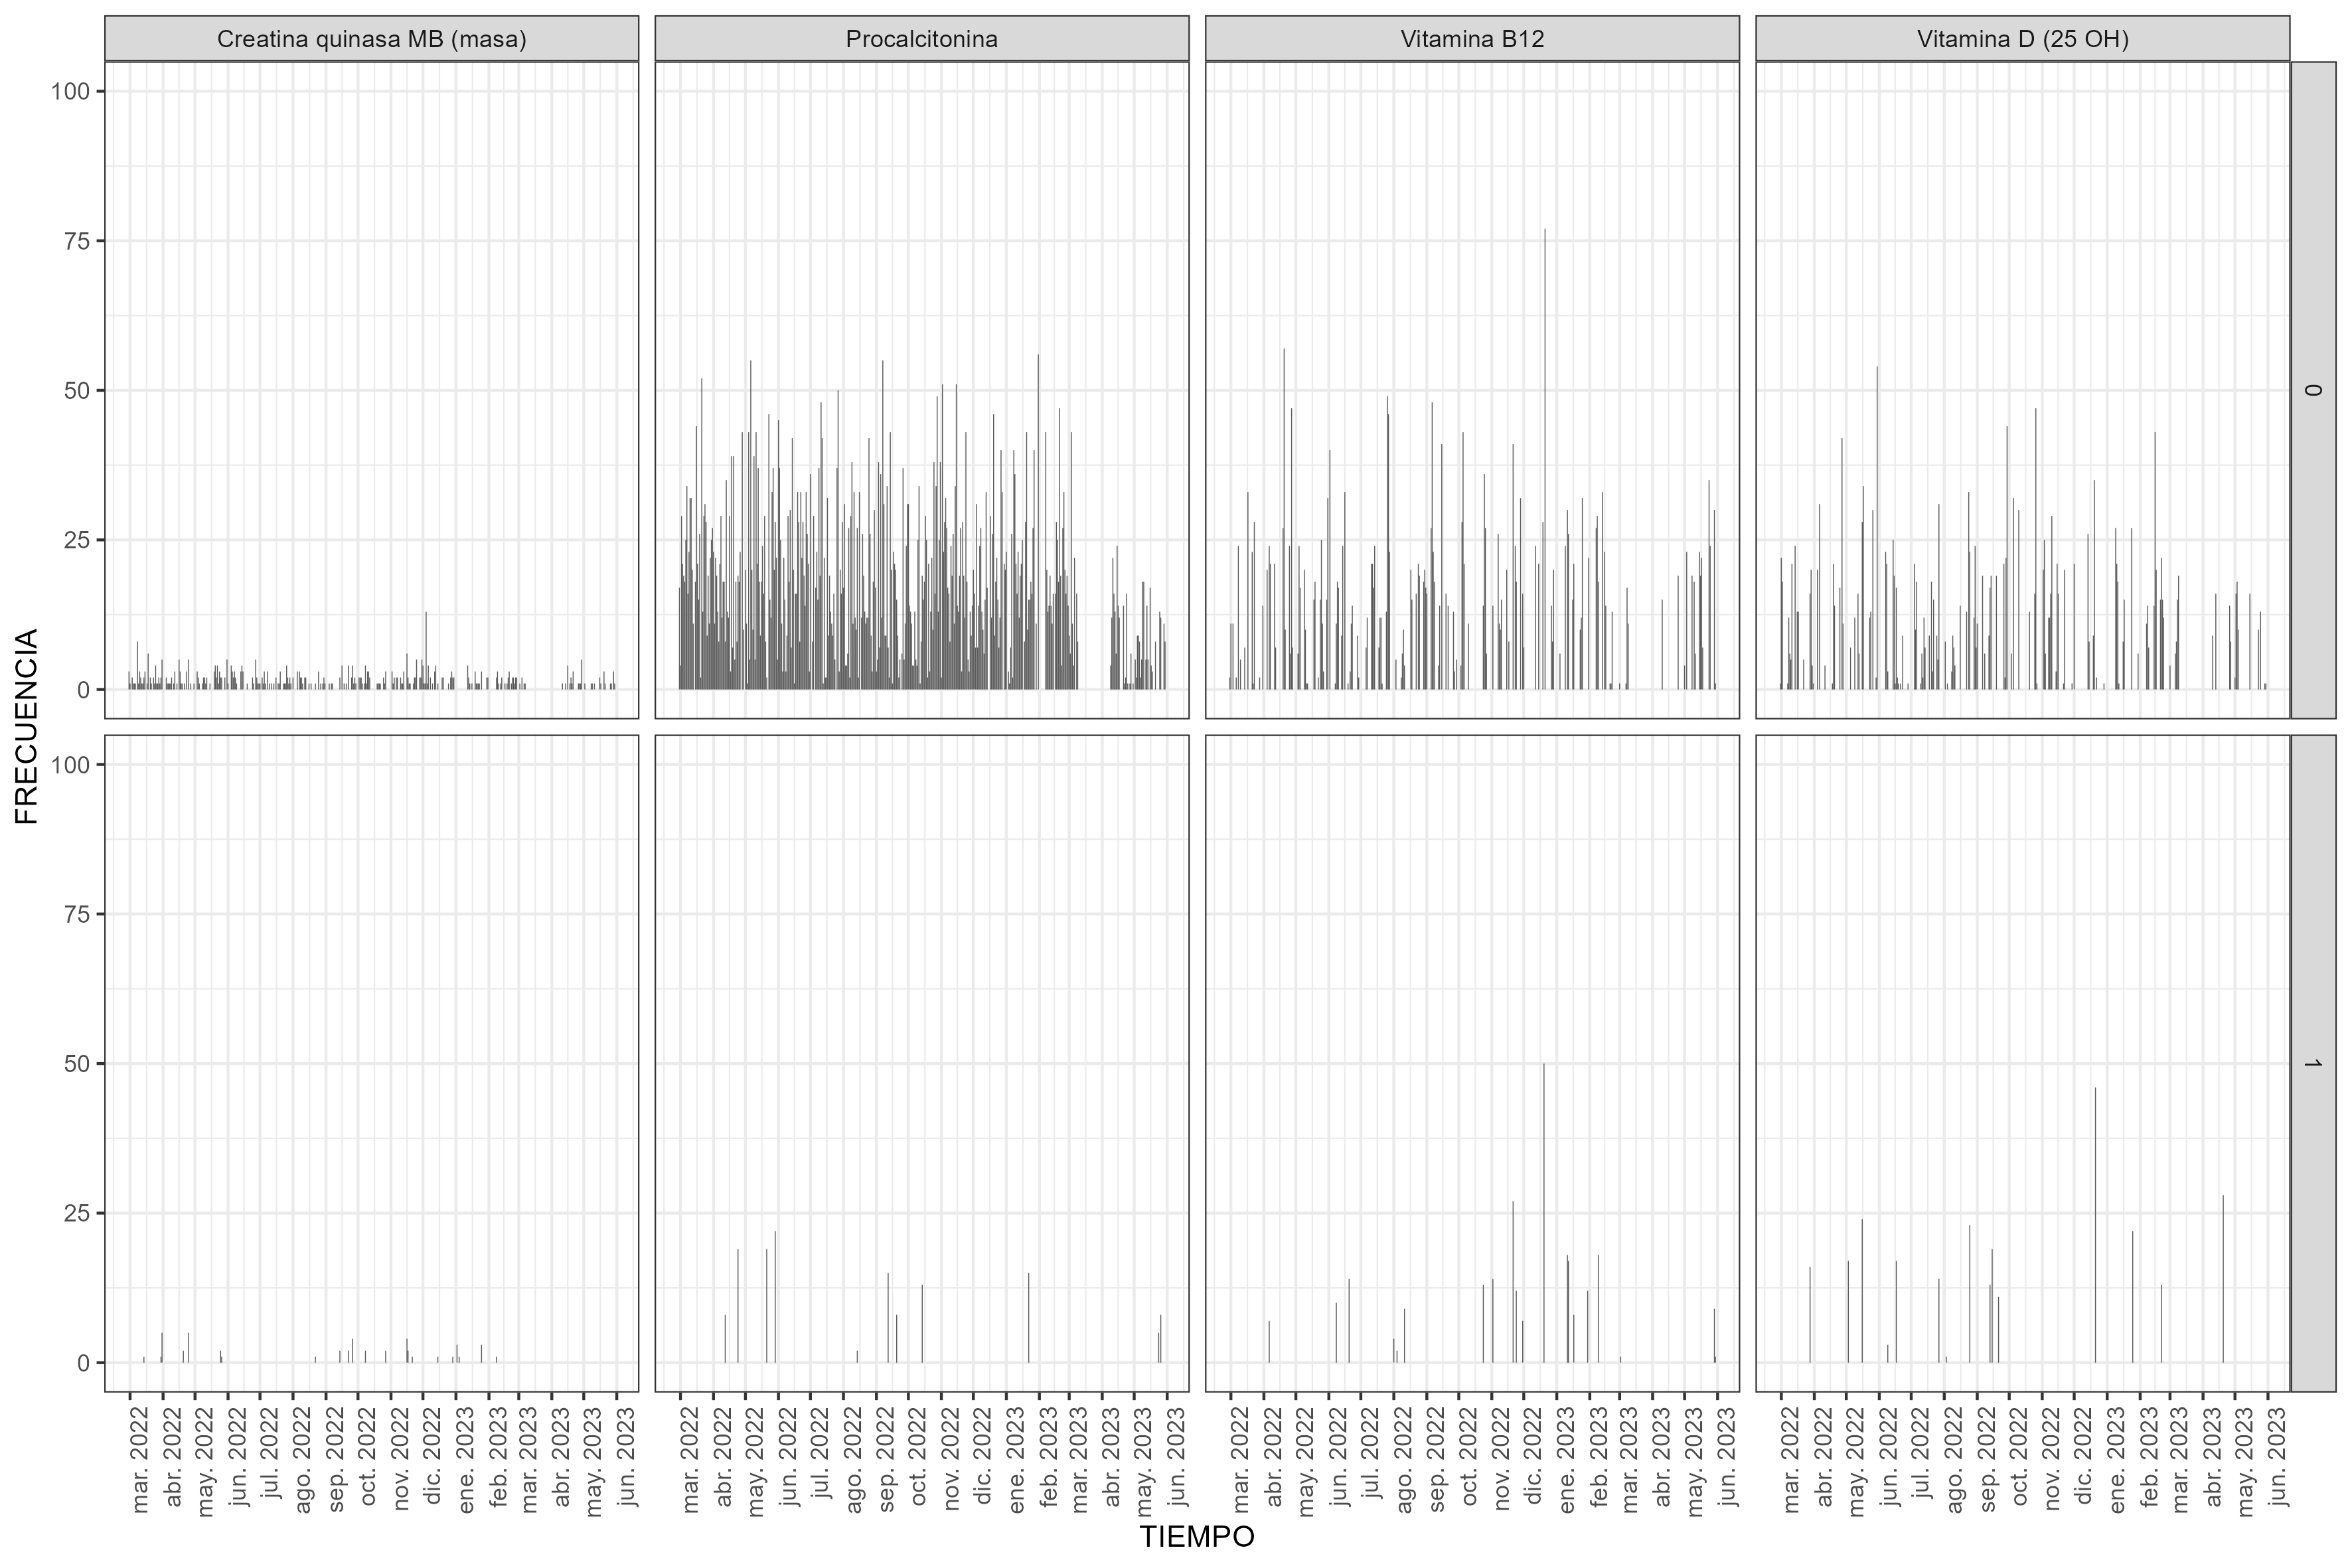 Creatina quinasa MB (masa)
Procalcitonina
Vitamina B12
Vitamina D (25 OH)
FRECUENCIA
100
75
50
25
0
0
100
75
50
25
0
1
mar. 2022
abr. 2022
may. 2022
jun. 2022
jul. 2022
ago. 2022
sep. 2022
oct. 2022
nov. 2022
dic. 2022
ene. 2023
feb. 2023
mar. 2023
abr. 2023
may. 2023
jun. 2023
mar. 2022
abr. 2022
may. 2022
jun. 2022
jul. 2022
ago. 2022
sep. 2022
oct. 2022
nov. 2022
dic. 2022
ene. 2023
feb. 2023
mar. 2023
abr. 2023
may. 2023
jun. 2023
mar. 2022
abr. 2022
may. 2022
jun. 2022
jul. 2022
ago. 2022
sep. 2022
oct. 2022
nov. 2022
dic. 2022
ene. 2023
feb. 2023
mar. 2023
abr. 2023
may. 2023
jun. 2023
mar. 2022
abr. 2022
may. 2022
jun. 2022
jul. 2022
ago. 2022
sep. 2022
oct. 2022
nov. 2022
dic. 2022
ene. 2023
feb. 2023
mar. 2023
abr. 2023
may. 2023
jun. 2023
TIEMPO